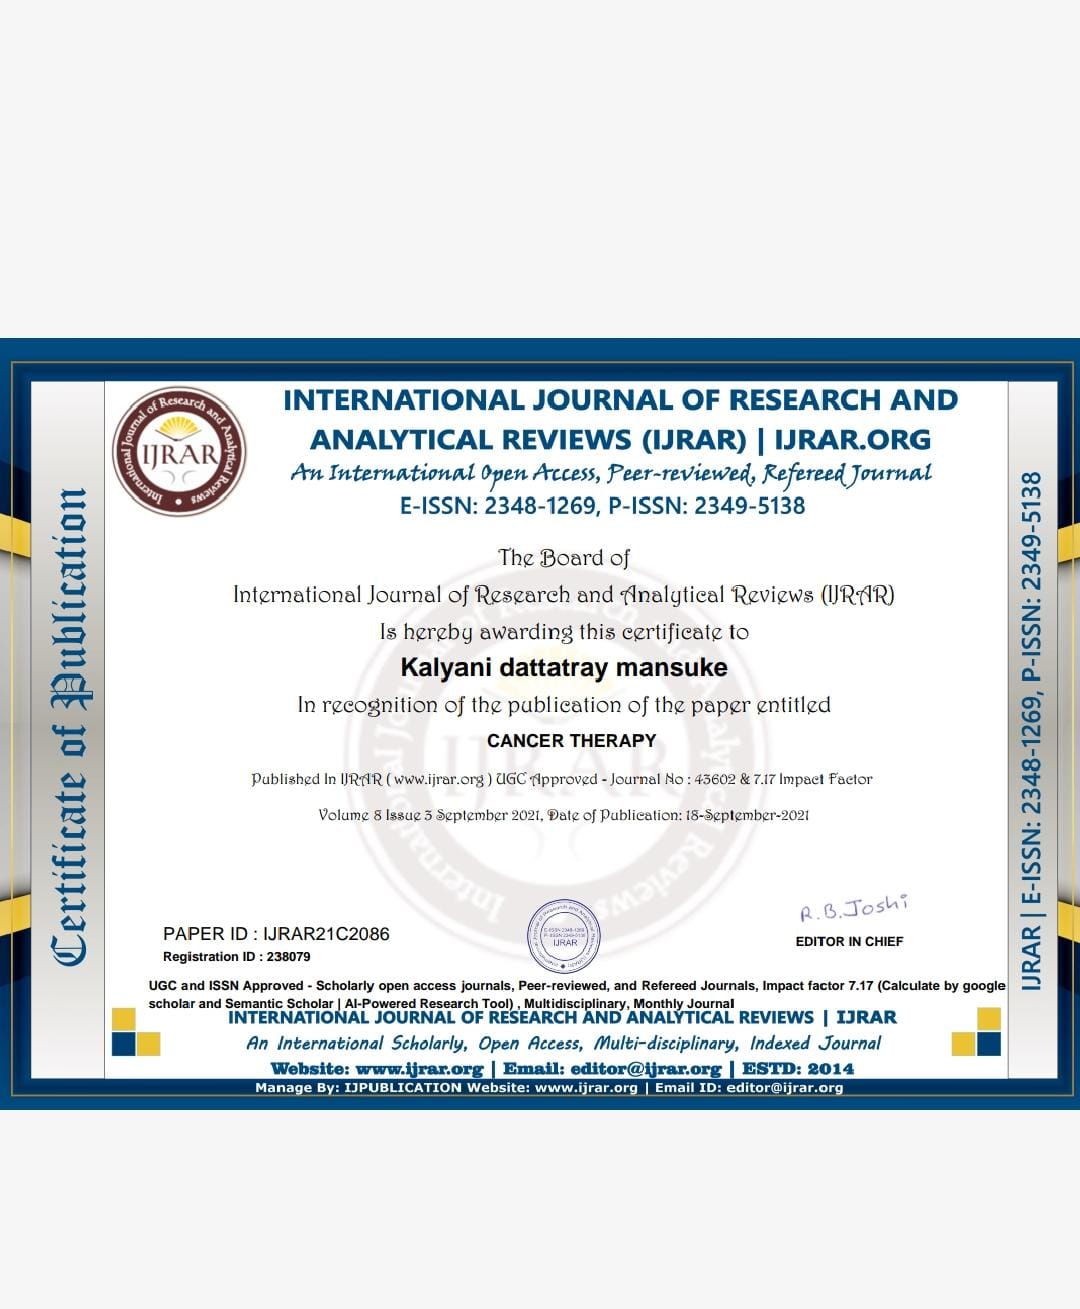 INTERNATIONAL JOURNAL OF RESEARCH AND
ANALYTICAL REVIEWS (IJRAR) | IJRAR.ORG
An International Open Access, Peer-reviewed, Refereed Journal
E-ISSN: 2348-1269, P-ISSN: 2349-5138
International Journal of Research and Analytical Reviews
IJRAR
Certificate of Publication
The Board of
International Journal of Research and Analytical Reviews (IJRAR)
Is hereby awarding this certificate to
Kalyani dattatray mansuke
In recognition of the publication of the paper entitled
CANCER THERAPY
Published In IJRAR ( www.ijrar.org ) UGC Approved - Journal No : 43602 & 7.17 Impact Factor
Volume 8 Issue 3 September 2021, Date of Publication: 18-September-2021
PAPER ID : IJRAR21C2086
Registration ID : 238079
International Journal of Research and Analytical Reviews (IJRAR)
E-ISSN 2348-1269
P-ISSN 2349-5138
IJRAR
R.B.Joshi
EDITOR IN CHIEF
UGC and ISSN Approved - Scholarly open access journals, Peer-reviewed, and Refereed Journals, Impact factor 7.17 (Calculate by google
scholar and Semantic Scholar | AI-Powered Research Tool) , Multidisciplinary, Monthly Journal
INTERNATIONAL JOURNAL OF RESEARCH AND ANALYTICAL REVIEWS | IJRAR
An International Scholarly, Open Access, Multi-disciplinary, Indexed Journal
Website: www.ijrar.org | Email: editor@ijrar.org | ESTD: 2014
Manage By: IJPUBLICATION Website: www.ijrar.org | Email ID: editor@ijrar.org
IJRAR | E-ISSN: 2348-1269, P-ISSN: 2349-5138